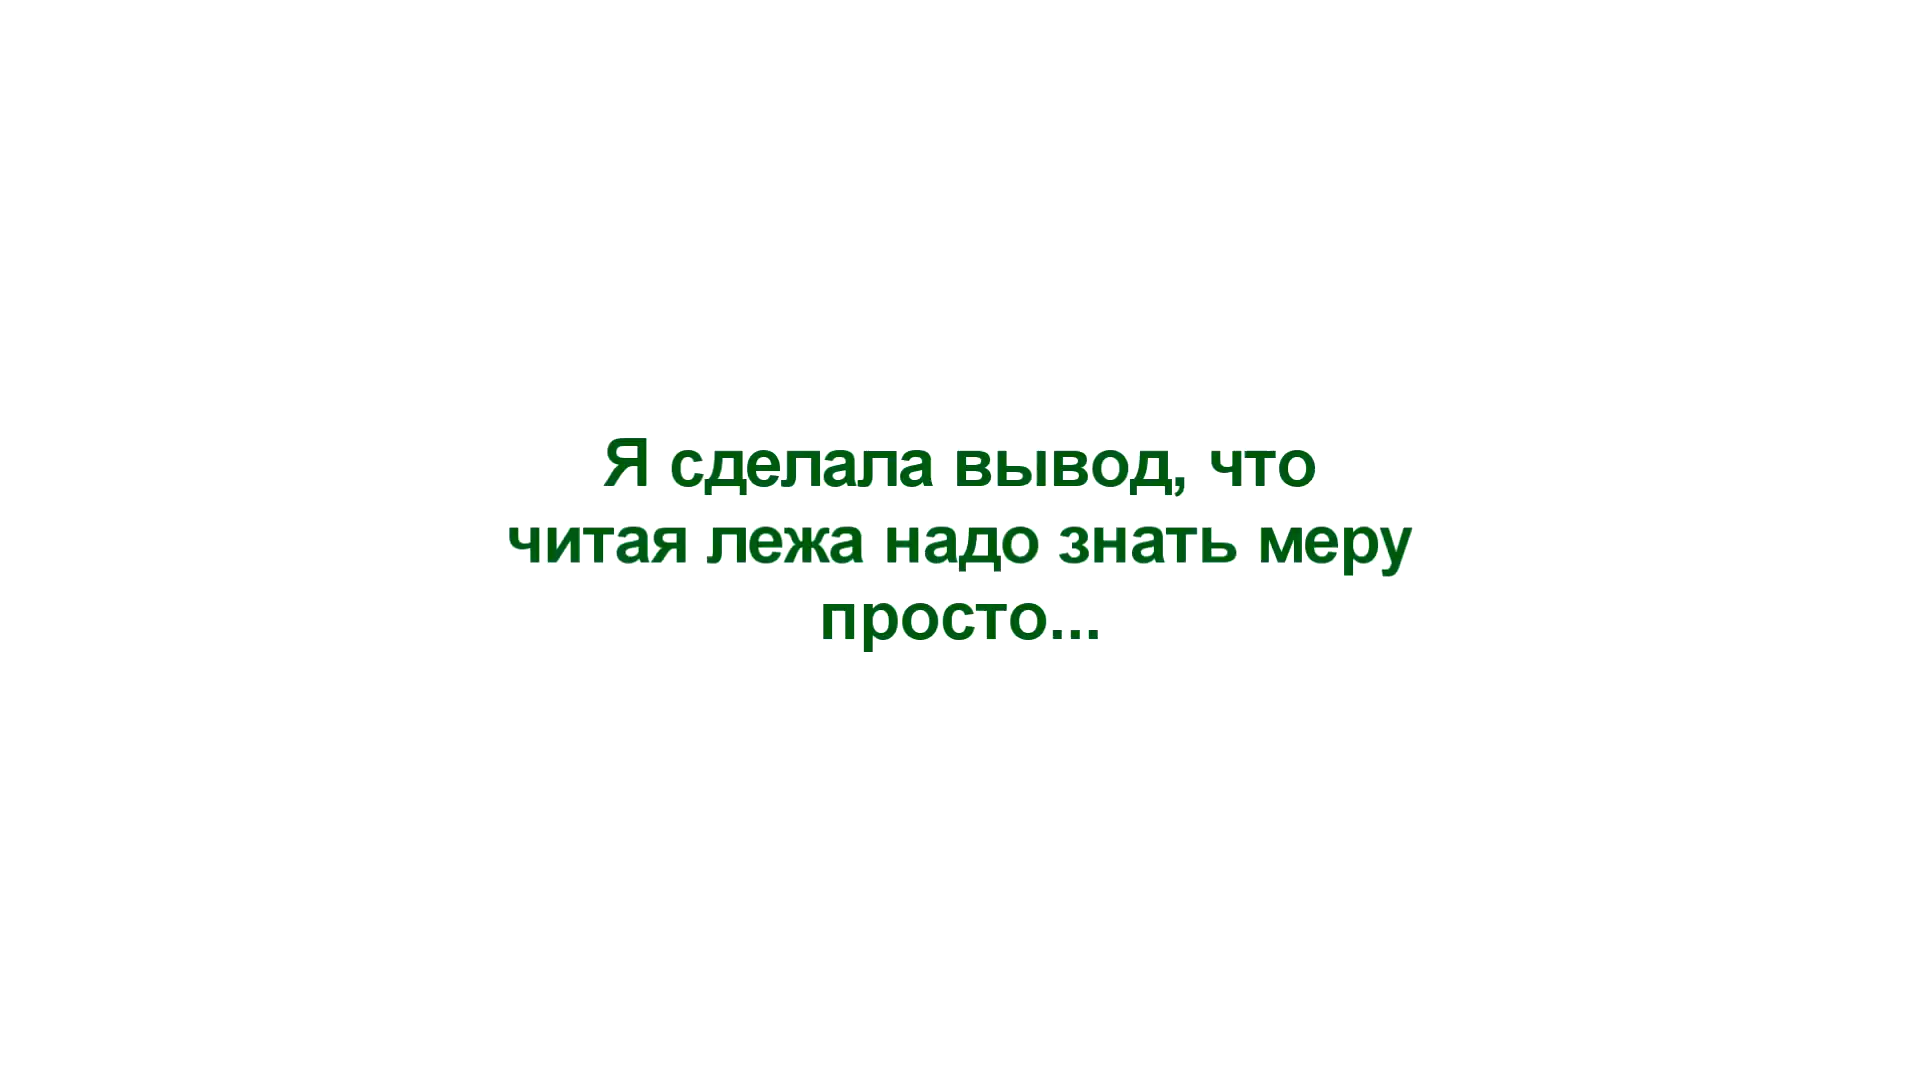 Я сделала вывод, что
читая лежа надо знать меру
просто...